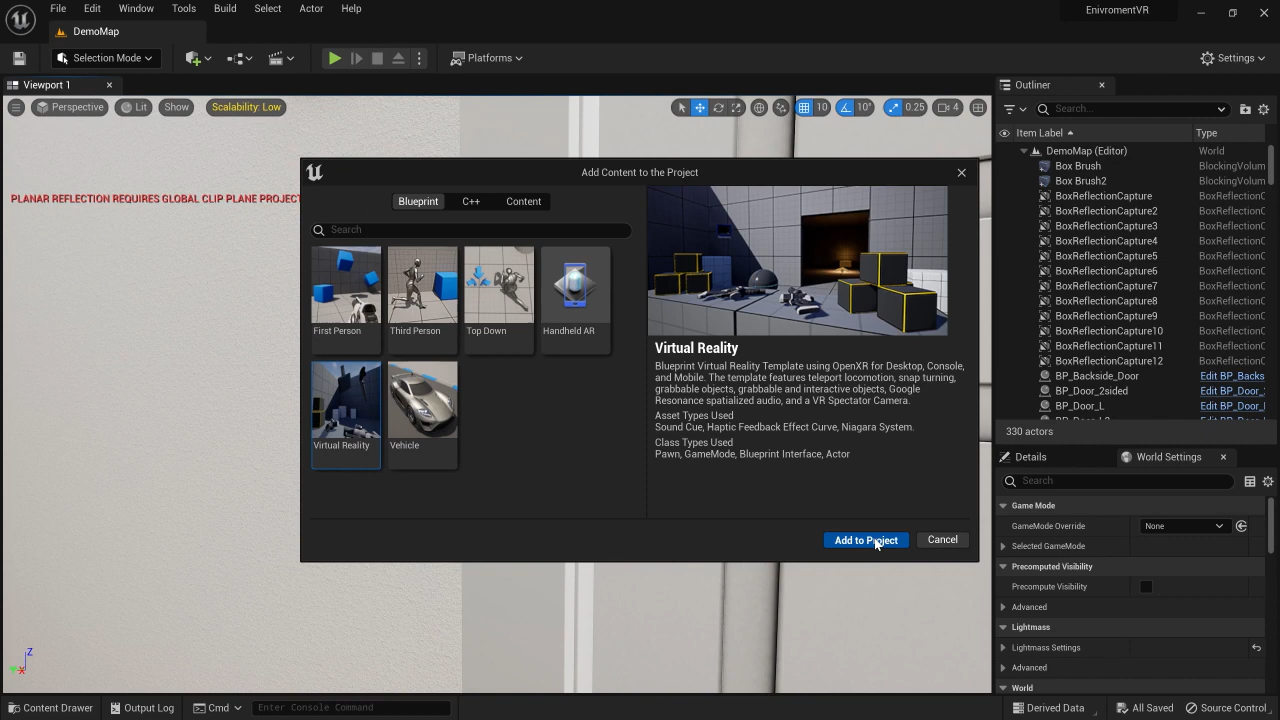 File Edit Window Tools Build Select Actor Help
EnivromentVR
DemoMap
Selection Mode
Platforms
Settings
Viewport 1
Perspective Lit Show Scalability: Low
10 10° 0.25 4
PLANAR REFLECTION REQUIRES GLOBAL CLIP PLANE PROJECT
Add Content to the Project
Blueprint C++ Content
Search
First Person Third Person Top Down Handheld AR
Virtual Reality Vehicle
Virtual Reality
Blueprint Virtual Reality Template using OpenXR for Desktop, Console,
and Mobile. The template features teleport locomotion, snap turning,
grabbable objects, grabbable and interactive objects, Google
Resonance spatialized audio, and a VR Spectator Camera.
Asset Types Used
Sound Cue, Haptic Feedback Effect Curve, Niagara System.
Class Types Used
Pawn, GameMode, Blueprint Interface, Actor
Add to Project Cancel
Outliner
Search...
Item Label Type
DemoMap (Editor) World
Box Brush BlockingVolum
Box Brush2 BlockingVolum
BoxReflectionCapture BoxReflectionC
BoxReflectionCapture2 BoxReflectionC
BoxReflectionCapture3 BoxReflectionC
BoxReflectionCapture4 BoxReflectionC
BoxReflectionCapture5 BoxReflectionC
BoxReflectionCapture6 BoxReflectionC
BoxReflectionCapture7 BoxReflectionC
BoxReflectionCapture8 BoxReflectionC
BoxReflectionCapture9 BoxReflectionC
BoxReflectionCapture10 BoxReflectionC
BoxReflectionCapture11 BoxReflectionC
BoxReflectionCapture12 BoxReflectionC
BP_Backside_Door Edit BP_Backs
BP_Door_2sided Edit BP_Door_
BP_Door_L Edit BP_Door_
330 actors
Details World Settings
Search
Game Mode
GameMode Override None
Selected GameMode
Precomputed Visibility
Precompute Visibility
Advanced
Lightmass
Lightmass Settings
Advanced
World
Content Drawer Output Log Cmd Enter Console Command
Derived Data All Saved Source Control